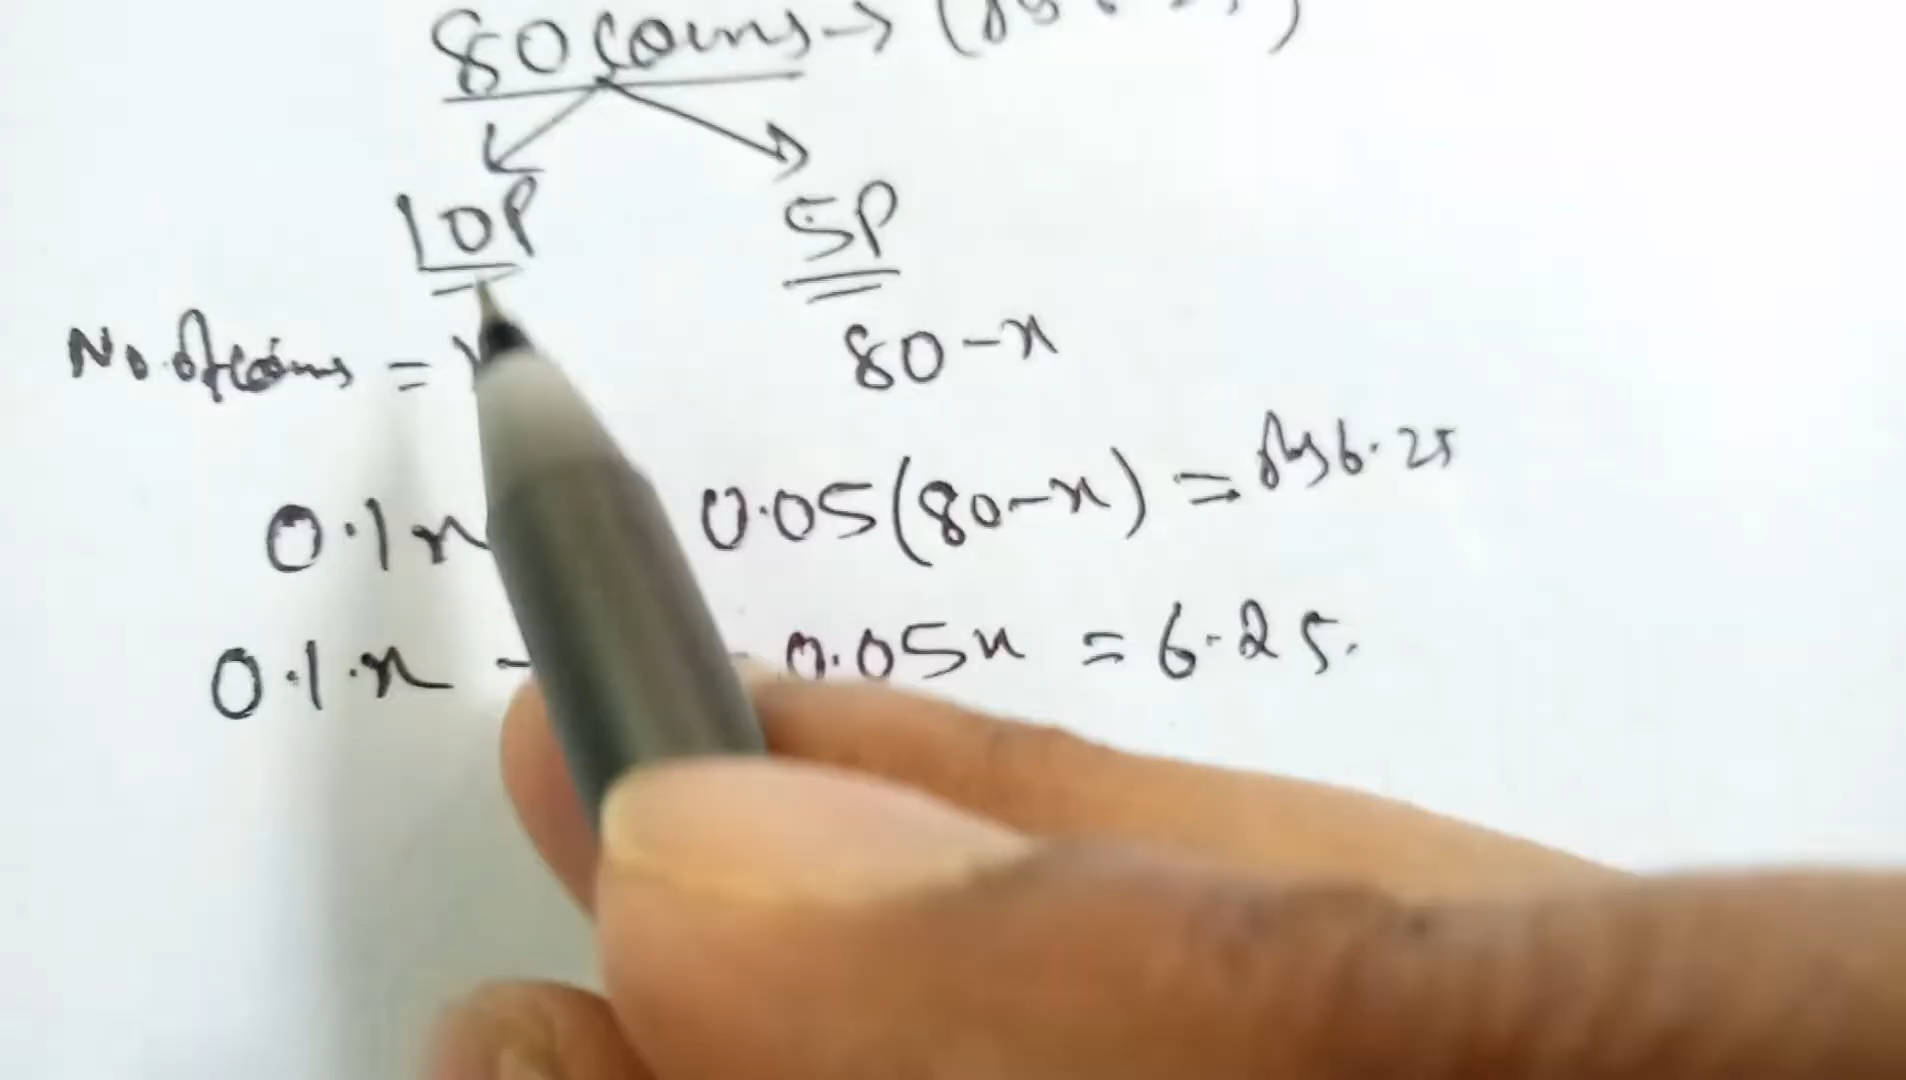 80 coins →
10P 5P
No. of coins = 80-x
0.1x 0.05(80-x) = Rs 6.25
0.1.x - 0.05x = 6.25.